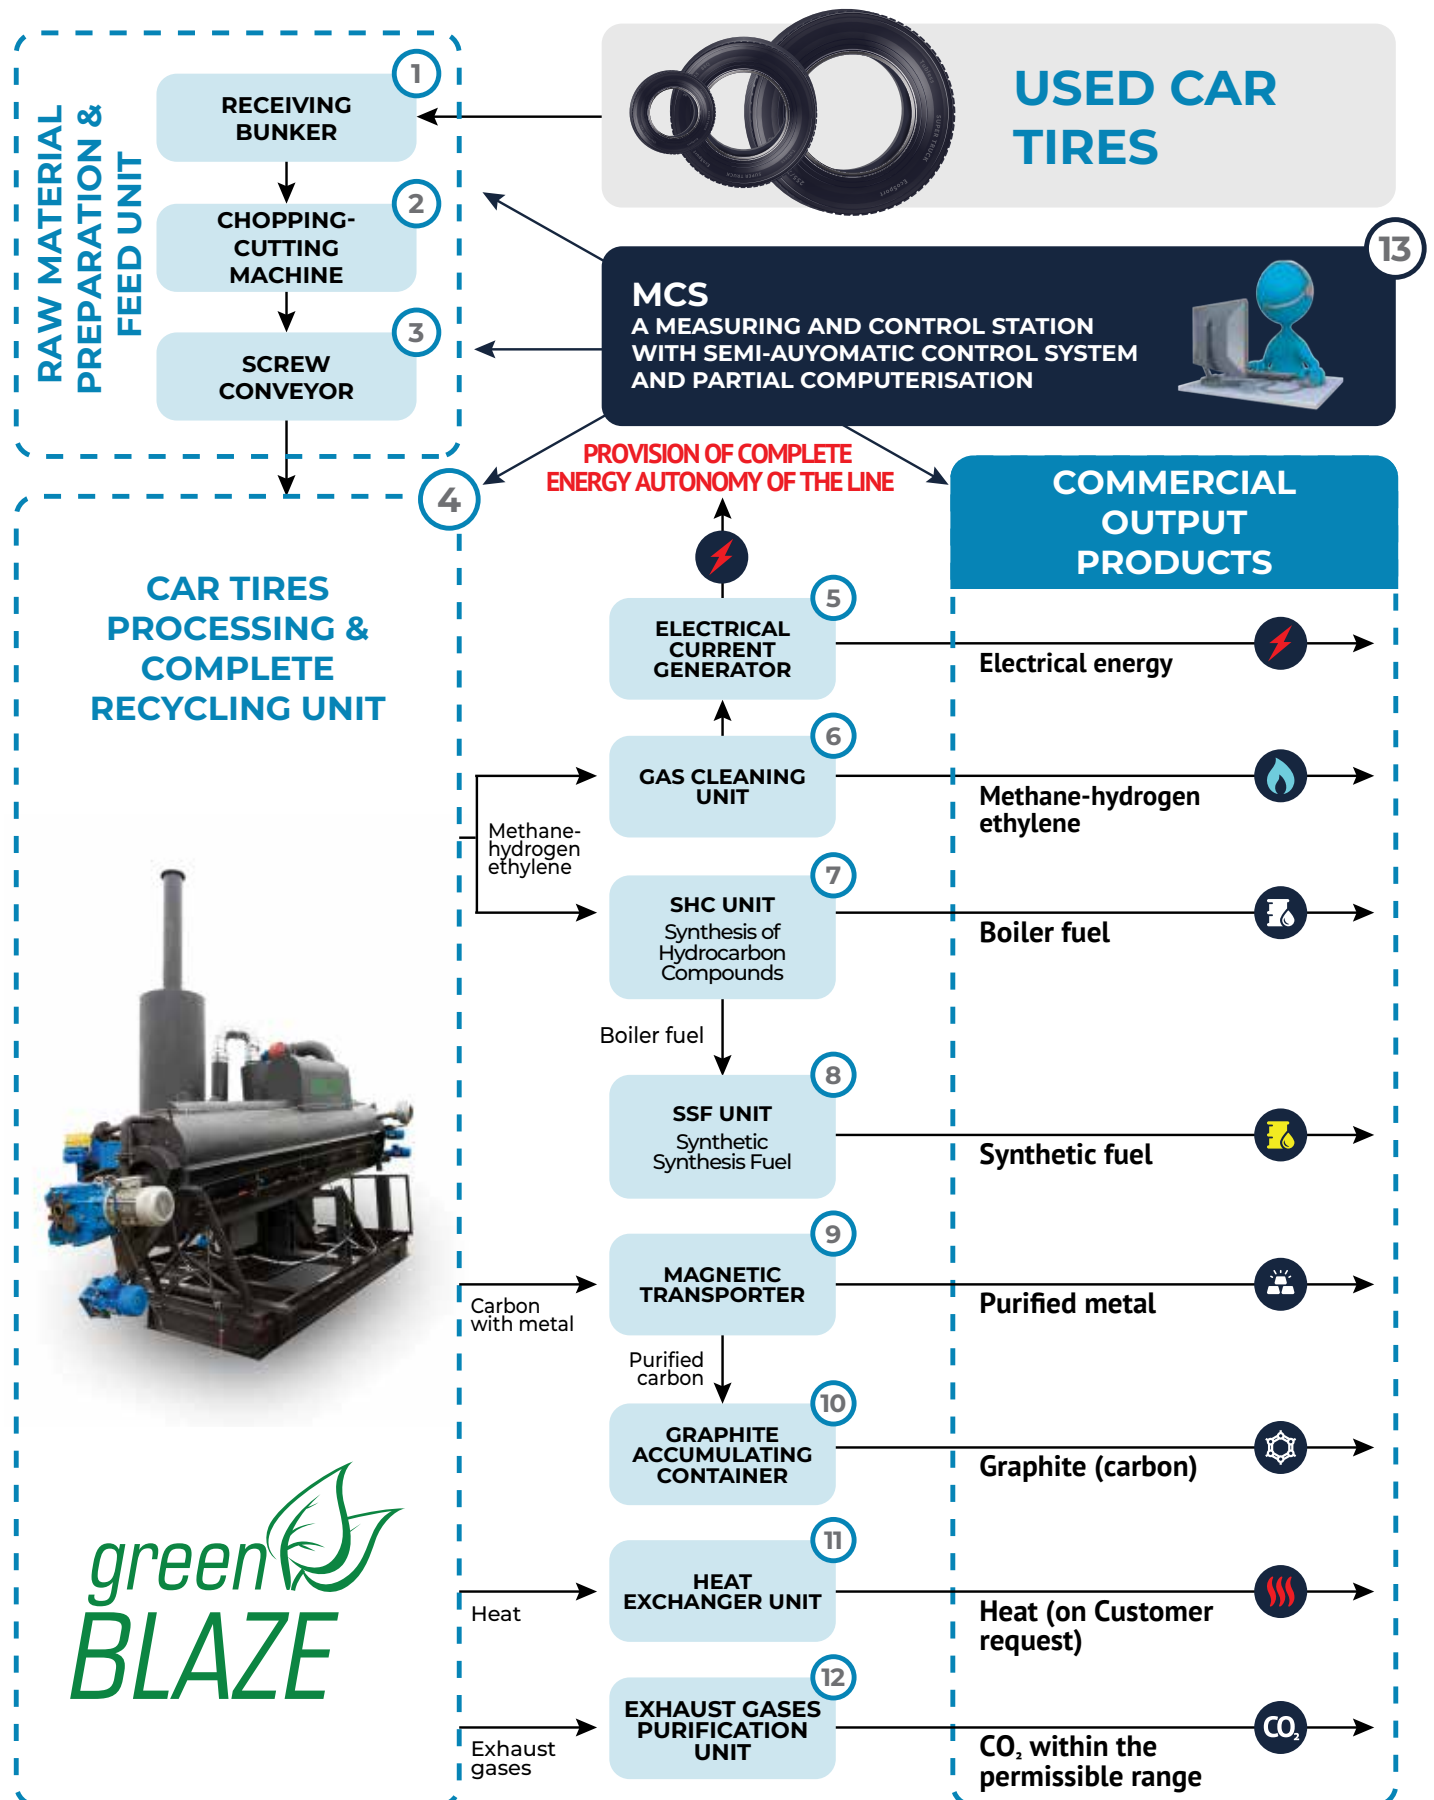 USED CAR
TIRES
RAW MATERIAL
PREPARATION &
FEED UNIT
1
RECEIVING
BUNKER
2
CHOPPING-
CUTTING
MACHINE
3
SCREW
CONVEYOR
13
MCS
A MEASURING AND CONTROL STATION
WITH SEMI-AUYOMATIC CONTROL SYSTEM
AND PARTIAL COMPUTERISATION
PROVISION OF COMPLETE
ENERGY AUTONOMY OF THE LINE
COMMERCIAL
OUTPUT
PRODUCTS
4
CAR TIRES
PROCESSING &
COMPLETE
RECYCLING UNIT
5
ELECTRICAL
CURRENT
GENERATOR
Electrical energy
6
GAS CLEANING
UNIT
Methane-hydrogen
ethylene
Methane-
hydrogen
ethylene
7
SHC UNIT
Synthesis of
Hydrocarbon
Compounds
Boiler fuel
Boiler fuel
8
SSF UNIT
Synthetic
Synthesis Fuel
Synthetic fuel
9
MAGNETIC
TRANSPORTER
Carbon
with metal
Purified metal
Purified
carbon
10
GRAPHITE
ACCUMULATING
CONTAINER
Graphite (carbon)
11
HEAT
EXCHANGER UNIT
Heat
Heat (on Customer
request)
12
EXHAUST GASES
PURIFICATION
UNIT
Exhaust
gases
CO₂
CO₂ within the
permissible range
green
BLAZE